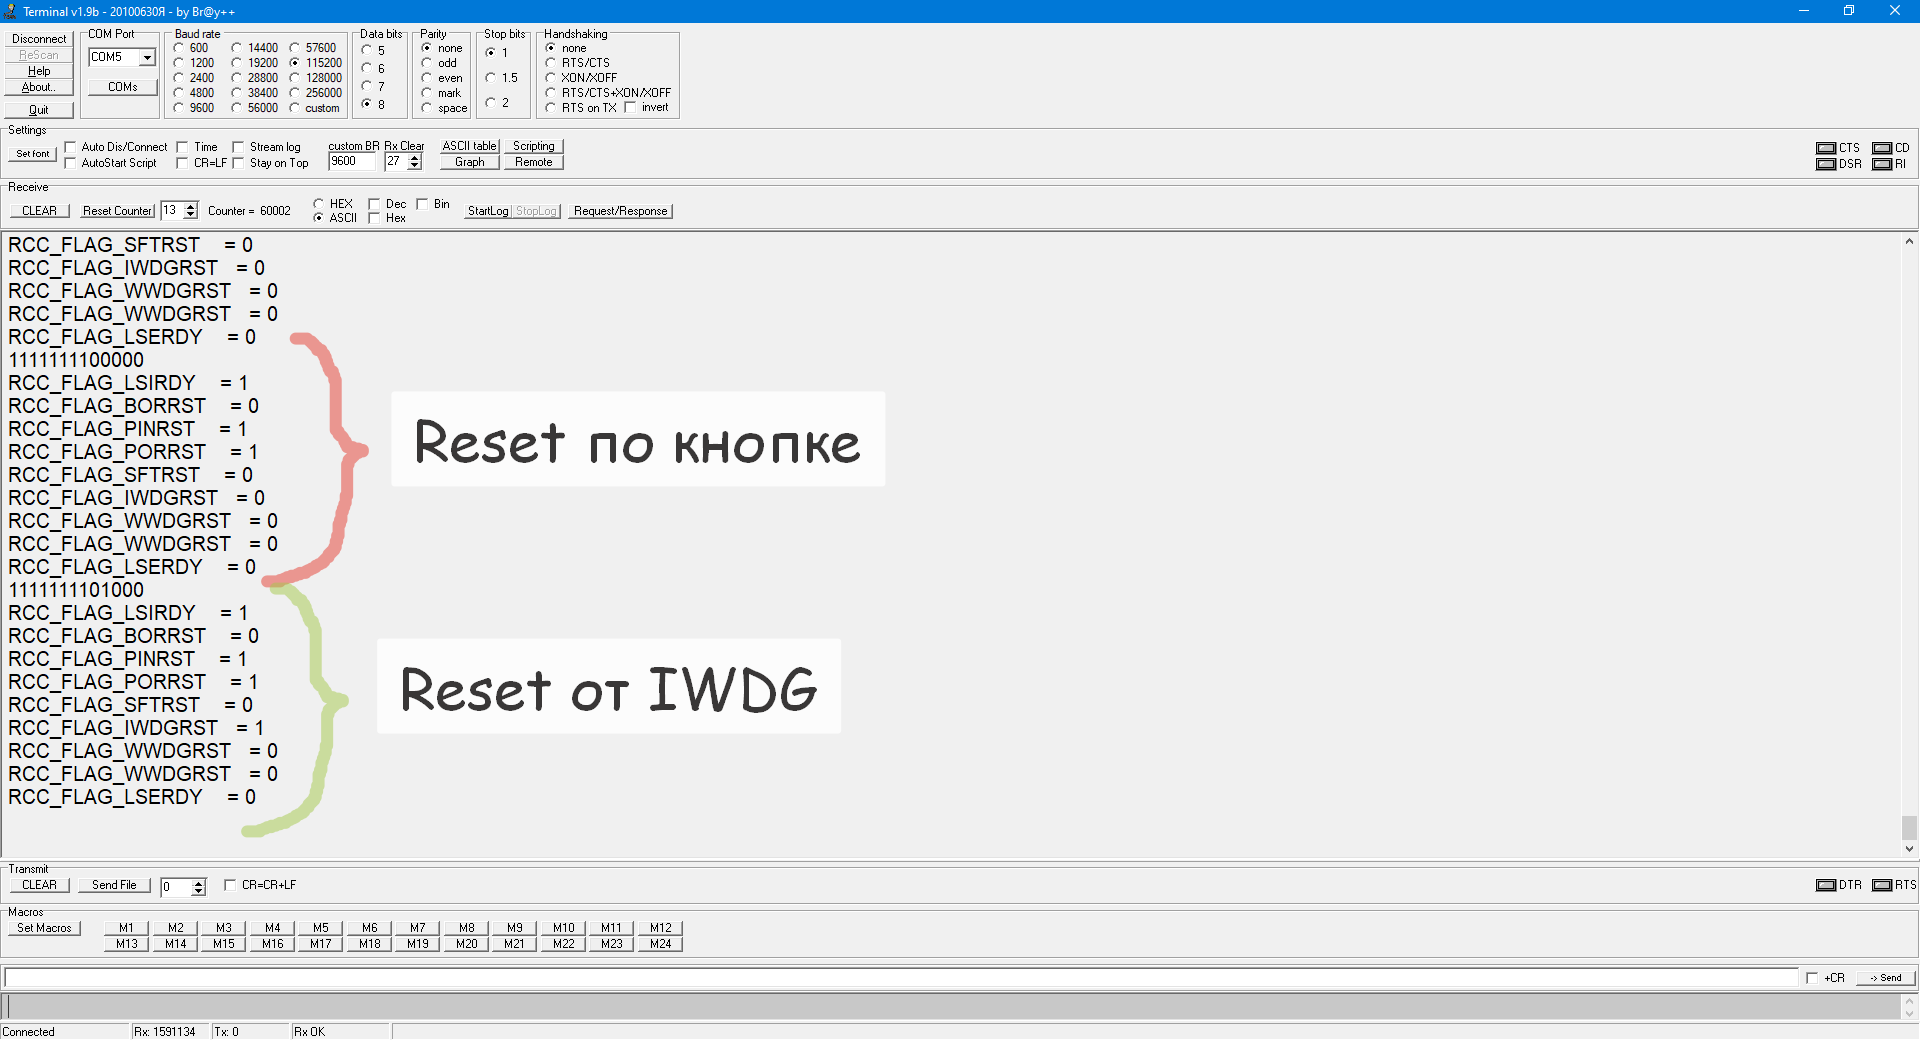 Terminal v1.9b - 20100630Я - by Br@y++
Disconnect
ReScan
Help
About..
Quit
COM Port
COM5
COMs
Baud rate
600 14400 57600
1200 19200 115200
2400 28800 128000
4800 38400 256000
9600 56000 custom
Data bits
5
6
7
8
Parity
none
odd
even
mark
space
Stop bits
1
1.5
2
Handshaking
none
RTS/CTS
XON/XOFF
RTS/CTS+XON/XOFF
RTS on TX invert
Settings
Set font
Auto Dis/Connect Time Stream log
AutoStart Script CR=LF Stay on Top
custom BR Rx Clear
9600 27
ASCII table Scripting
Graph Remote
CTS CD
DSR RI
Receive
CLEAR Reset Counter 13 Counter = 60002
HEX Dec Bin
ASCII Hex
StartLog StopLog Request/Response
RCC_FLAG_SFTRST = 0
RCC_FLAG_IWDGRST = 0
RCC_FLAG_WWDGRST = 0
RCC_FLAG_WWDGRST = 0
RCC_FLAG_LSERDY = 0
1111111100000
RCC_FLAG_LSIRDY = 1
RCC_FLAG_BORRST = 0
RCC_FLAG_PINRST = 1
RCC_FLAG_PORRST = 1
RCC_FLAG_SFTRST = 0
RCC_FLAG_IWDGRST = 0
RCC_FLAG_WWDGRST = 0
RCC_FLAG_WWDGRST = 0
RCC_FLAG_LSERDY = 0
Reset по кнопке
1111111101000
RCC_FLAG_LSIRDY = 1
RCC_FLAG_BORRST = 0
RCC_FLAG_PINRST = 1
RCC_FLAG_PORRST = 1
RCC_FLAG_SFTRST = 0
RCC_FLAG_IWDGRST = 1
RCC_FLAG_WWDGRST = 0
RCC_FLAG_WWDGRST = 0
RCC_FLAG_LSERDY = 0
Reset от IWDG
Transmit
CLEAR Send File 0 CR=CR+LF
DTR RTS
Macros
Set Macros
M1 M2 M3 M4 M5 M6 M7 M8 M9 M10 M11 M12
M13 M14 M15 M16 M17 M18 M19 M20 M21 M22 M23 M24
+CR -> Send
Connected Rx: 1591134 Tx: 0 Rx OK